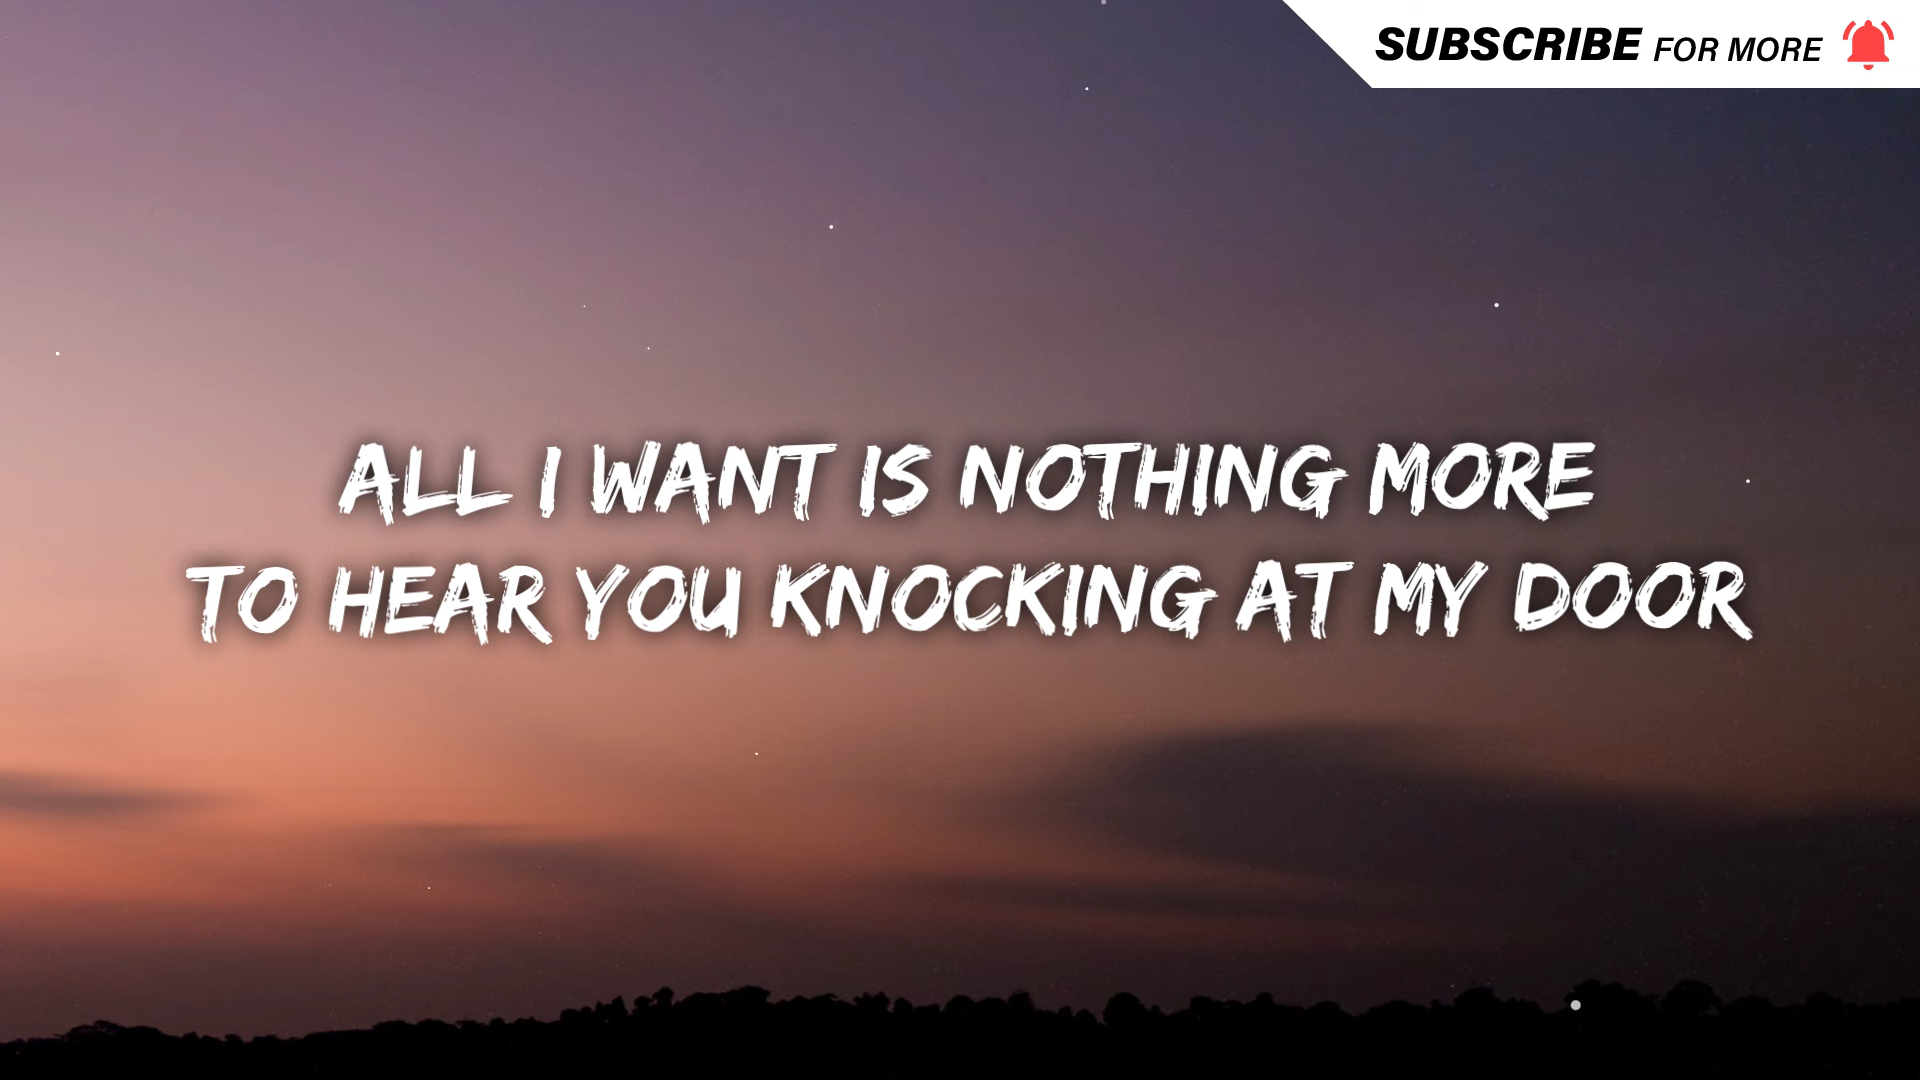 SUBSCRIBE FOR MORE
ALL I WANT IS NOTHING MORE
TO HEAR YOU KNOCKING AT MY DOOR